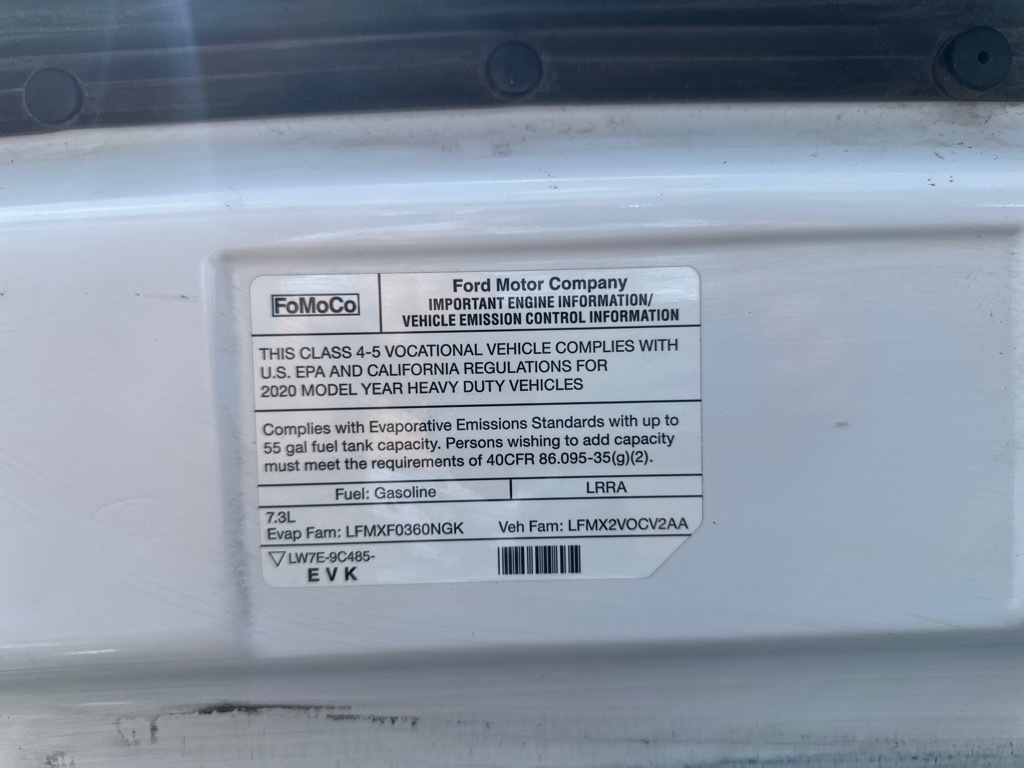 FoMoCo
Ford Motor Company
IMPORTANT ENGINE INFORMATION/
VEHICLE EMISSION CONTROL INFORMATION
THIS CLASS 4-5 VOCATIONAL VEHICLE COMPLIES WITH
U.S. EPA AND CALIFORNIA REGULATIONS FOR
2020 MODEL YEAR HEAVY DUTY VEHICLES
Complies with Evaporative Emissions Standards with up to
55 gal fuel tank capacity. Persons wishing to add capacity
must meet the requirements of 40CFR 86.095-35(g)(2).
Fuel: Gasoline
LRRA
7.3L
Evap Fam: LFMXF0360NGK
Veh Fam: LFMX2VOCV2AA
LW7E-9C485-
E V K